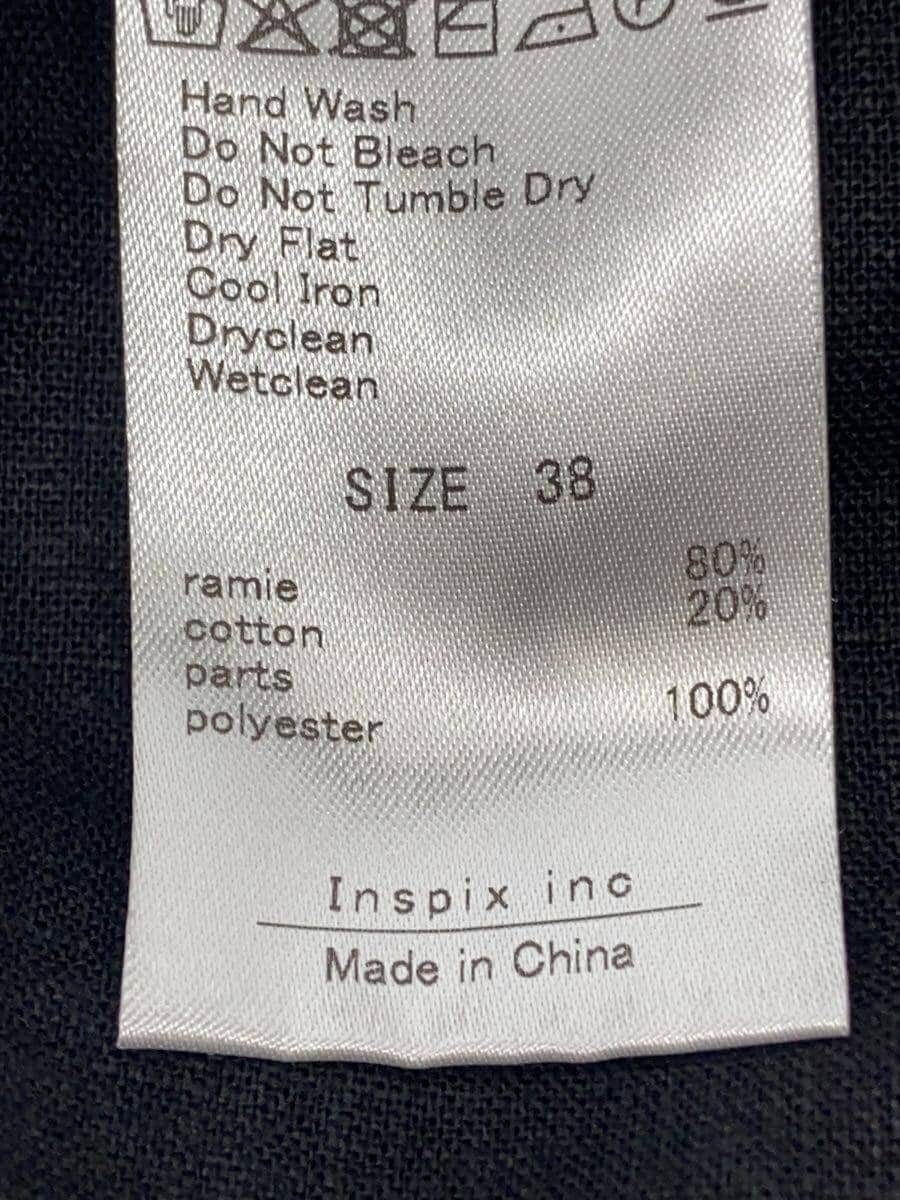 Hand Wash
Do Not Bleach
Do Not Tumble Dry
Dry Flat
Cool Iron
Dryclean
Wetclean
SIZE 38
ramie 80%
cotton 20%
parts
polyester 100%
Inspix inc
Made in China